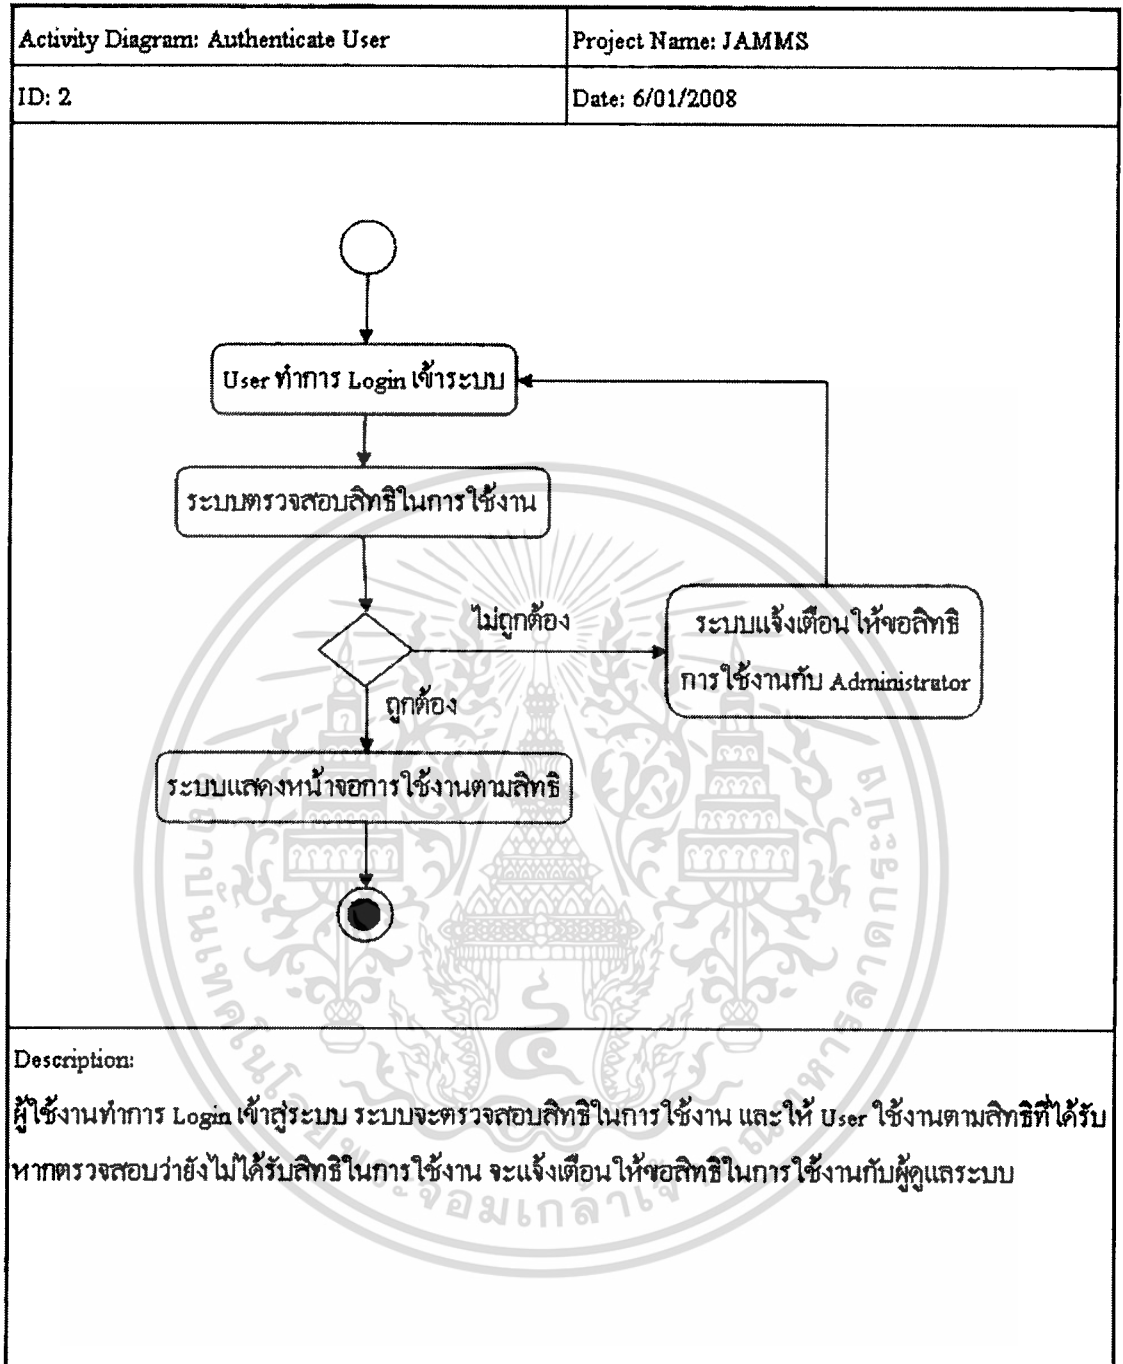 Activity Diagram: Authenticate User
Project Name: JAMMS
ID: 2
Date: 6/01/2008
User ทำการ Login เข้าระบบ
ระบบตรวจสอบสิทธิในการใช้งาน
ไม่ถูกต้อง
ระบบแจ้งเตือนให้ขอสิทธิ
การใช้งานกับ Administrator
ถูกต้อง
ระบบแสดงหน้าจอการใช้งานตามสิทธิ
Description:
ผู้ใช้งานทำการ Login เข้าสู่ระบบ ระบบจะตรวจสอบสิทธิในการใช้งาน และให้ User ใช้งานตามสิทธิที่ได้รับ
หากตรวจสอบว่ายังไม่ได้รับสิทธิในการใช้งาน จะแจ้งเตือนให้ขอสิทธิในการใช้งานกับผู้ดูแลระบบ